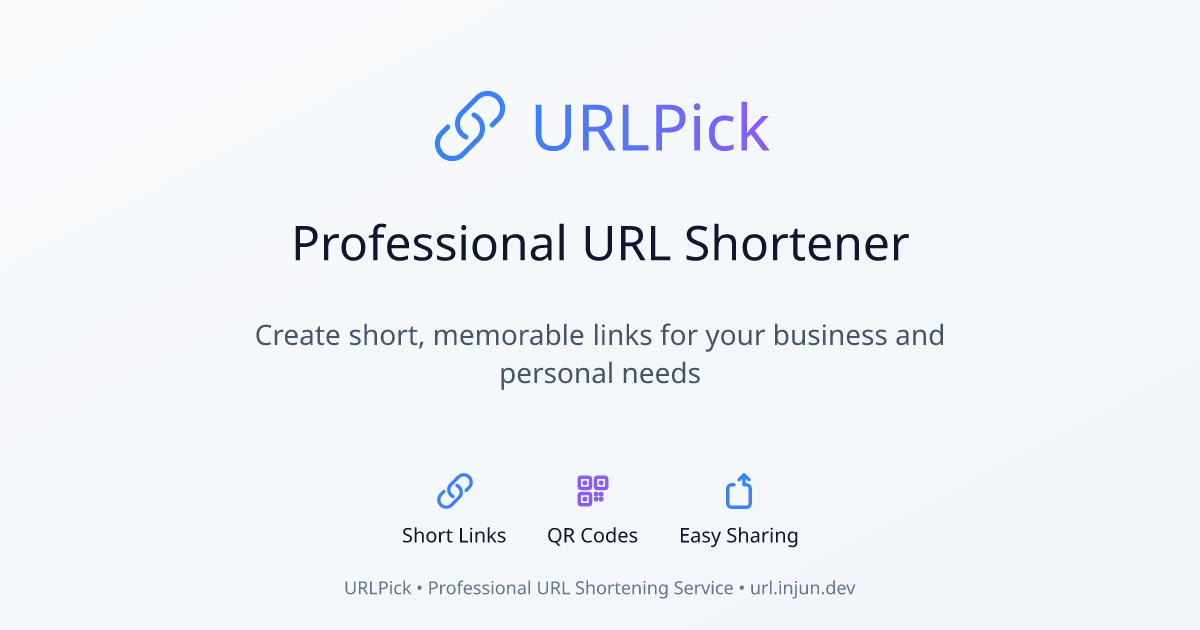 URLPick
Professional URL Shortener
Create short, memorable links for your business and
personal needs
Short Links
QR Codes
Easy Sharing
URLPick • Professional URL Shortening Service • url.injun.dev